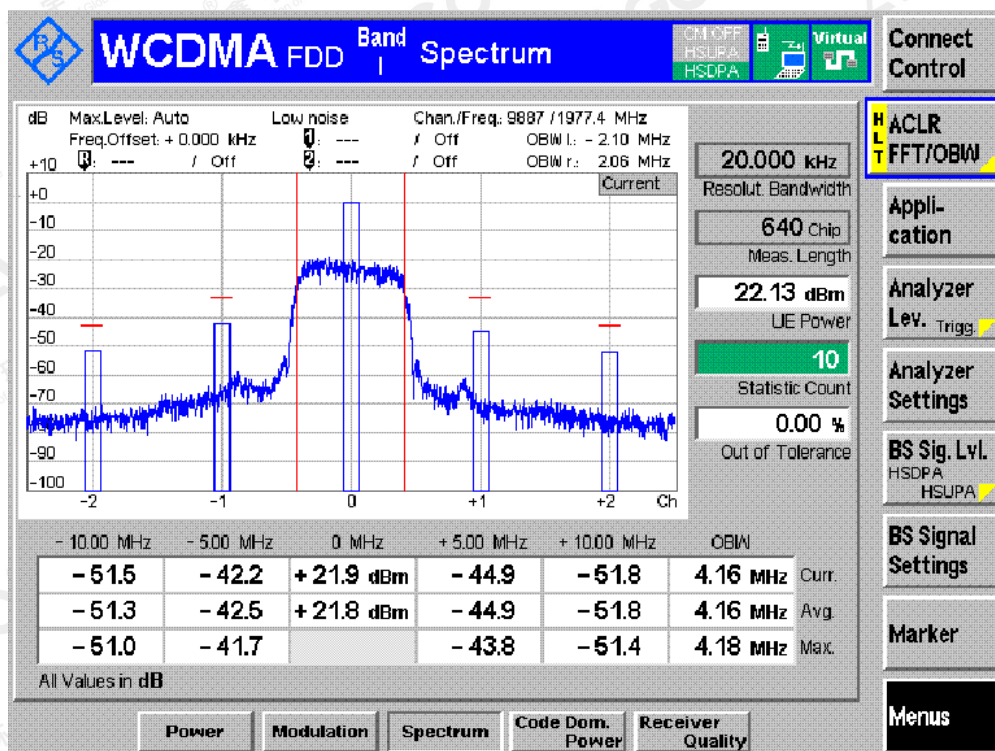 R S
WCDMA FDD Band I Spectrum
CM OFF
HSUPA
HSDPA
Virtual
Connect Control
dB Max.Level: Auto Low noise Chan./Freq.: 9887 /1977.4 MHz
Freq.Offset: + 0.000 kHz 1: --- / Off OBW l.: - 2.10 MHz
+10 R: --- / Off 2: --- / Off OBW r.: 2.06 MHz
Current
+0
-10
-20
-30
-40
-50
-60
-70
-90
-100
-2 -1 0 +1 +2 Ch
20.000 kHz
Resolut. Bandwidth
640 Chip
Meas. Length
22.13 dBm
UE Power
10
Statistic Count
0.00 %
Out of Tolerance
- 10.00 MHz - 5.00 MHz 0 MHz + 5.00 MHz + 10.00 MHz OBW
- 51.5 - 42.2 + 21.9 dBm - 44.9 - 51.8 4.16 MHz Curr.
- 51.3 - 42.5 + 21.8 dBm - 44.9 - 51.8 4.16 MHz Avg.
- 51.0 - 41.7 - 43.8 - 51.4 4.18 MHz Max.
All Values in dB
HLT
ACLR
FFT/OBW
Appli-
cation
Analyzer
Lev. Trigg.
Analyzer
Settings
BS Sig. Lvl.
HSDPA
HSUPA
BS Signal
Settings
Marker
Menus
Power
Modulation
Spectrum
Code Dom.
Power
Receiver
Quality